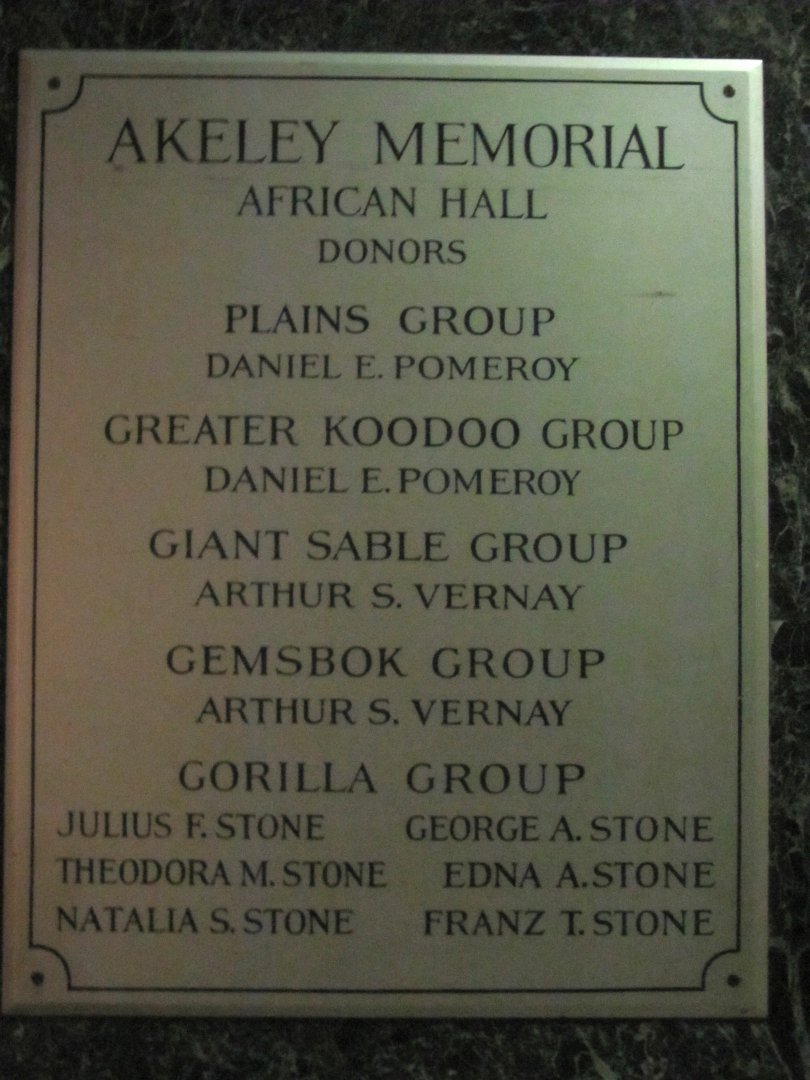 AKELEY MEMORIAL
AFRICAN HALL
DONORS
PLAINS GROUP
DANIEL E. POMEROY
GREATER KOODOO GROUP
DANIEL E. POMEROY
GIANT SABLE GROUP
ARTHUR S. VERNAY
GEMSBOK GROUP
ARTHUR S. VERNAY
GORILLA GROUP
JULIUS F. STONE GEORGE A. STONE
THEODORA M. STONE EDNA A. STONE
NATALIA S. STONE FRANZ T. STONE